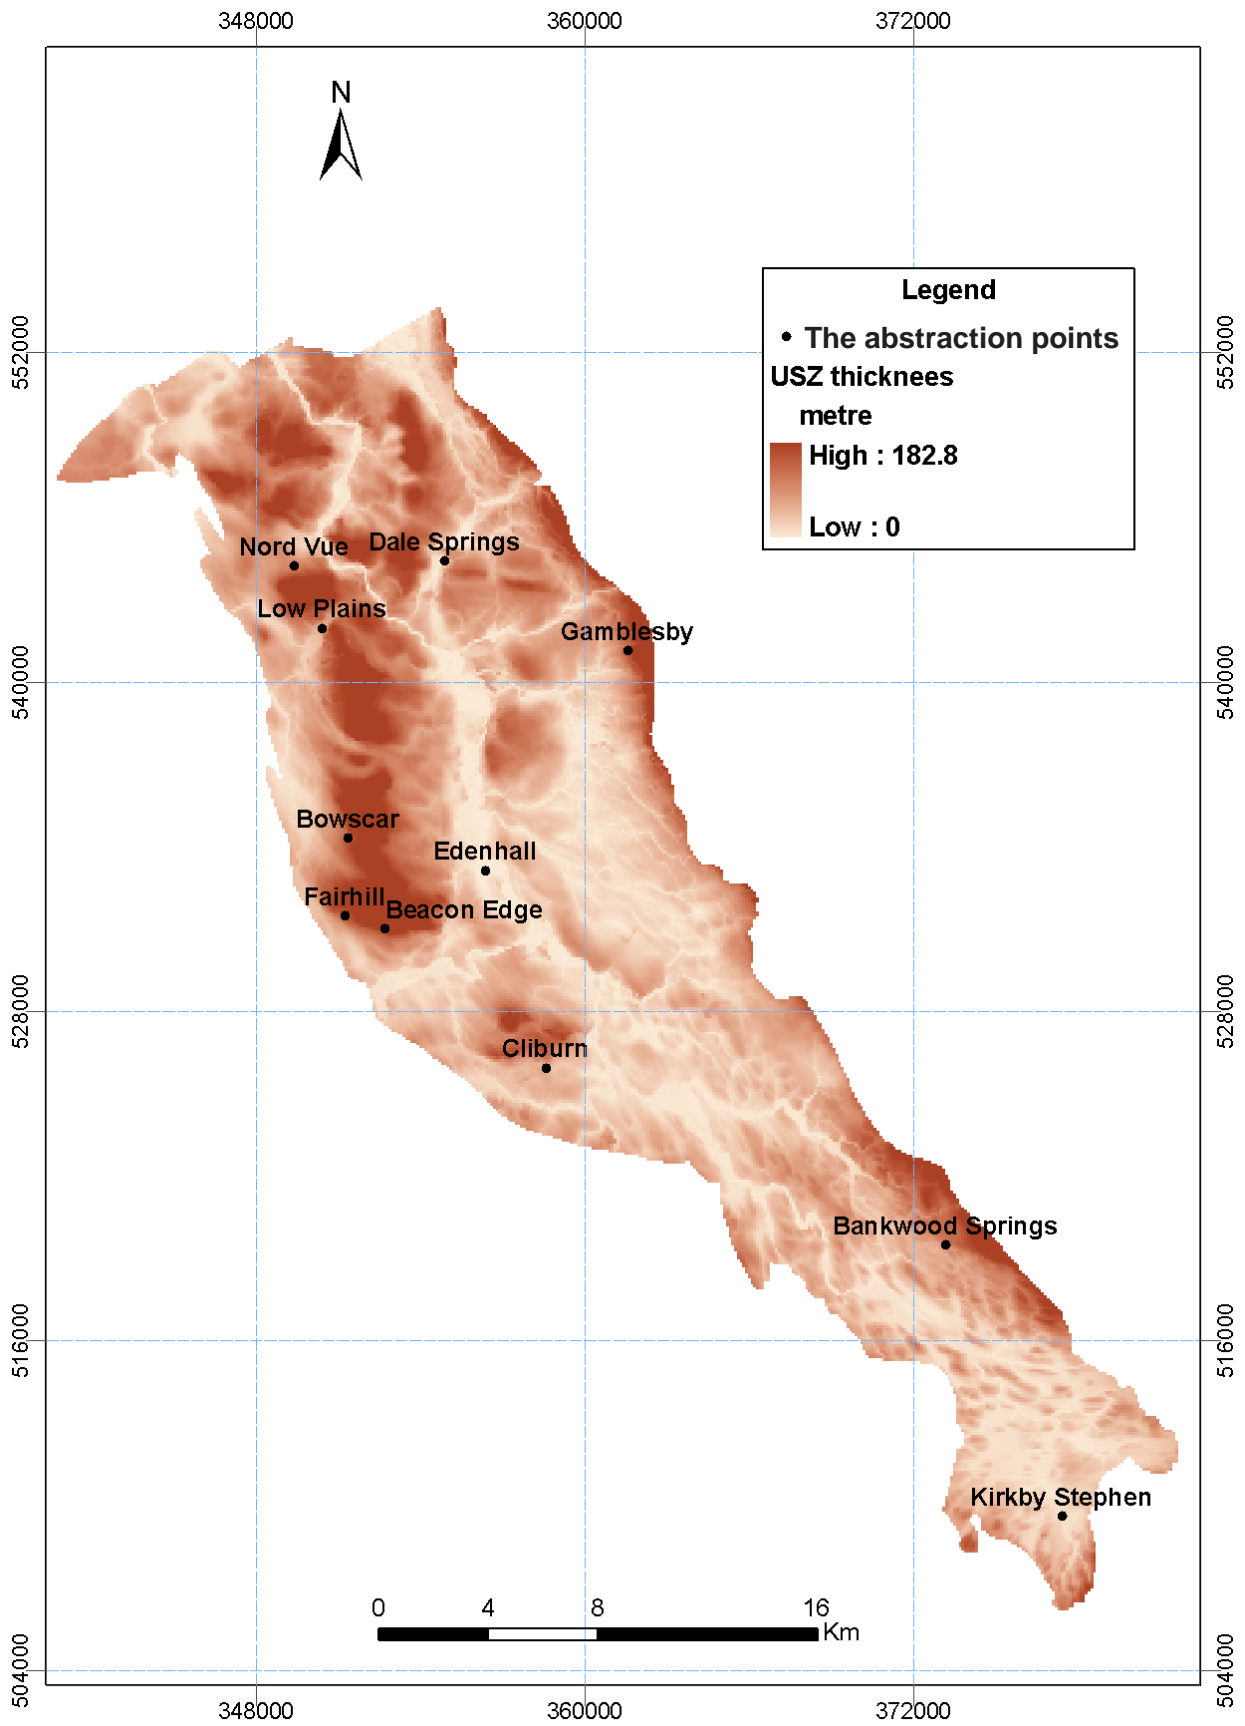 348000 360000 372000
N
Legend
The abstraction points
USZ thicknees
metre
High : 182.8
Low : 0
552000 552000
Nord Vue Dale Springs
Low Plains
Gamblesby
540000 540000
Bowscar
Edenhall
Fairhill
Beacon Edge
528000 528000
Cliburn
Bankwood Springs
516000 516000
Kirkby Stephen
0 4 8 16
Km
504000 504000
348000 360000 372000